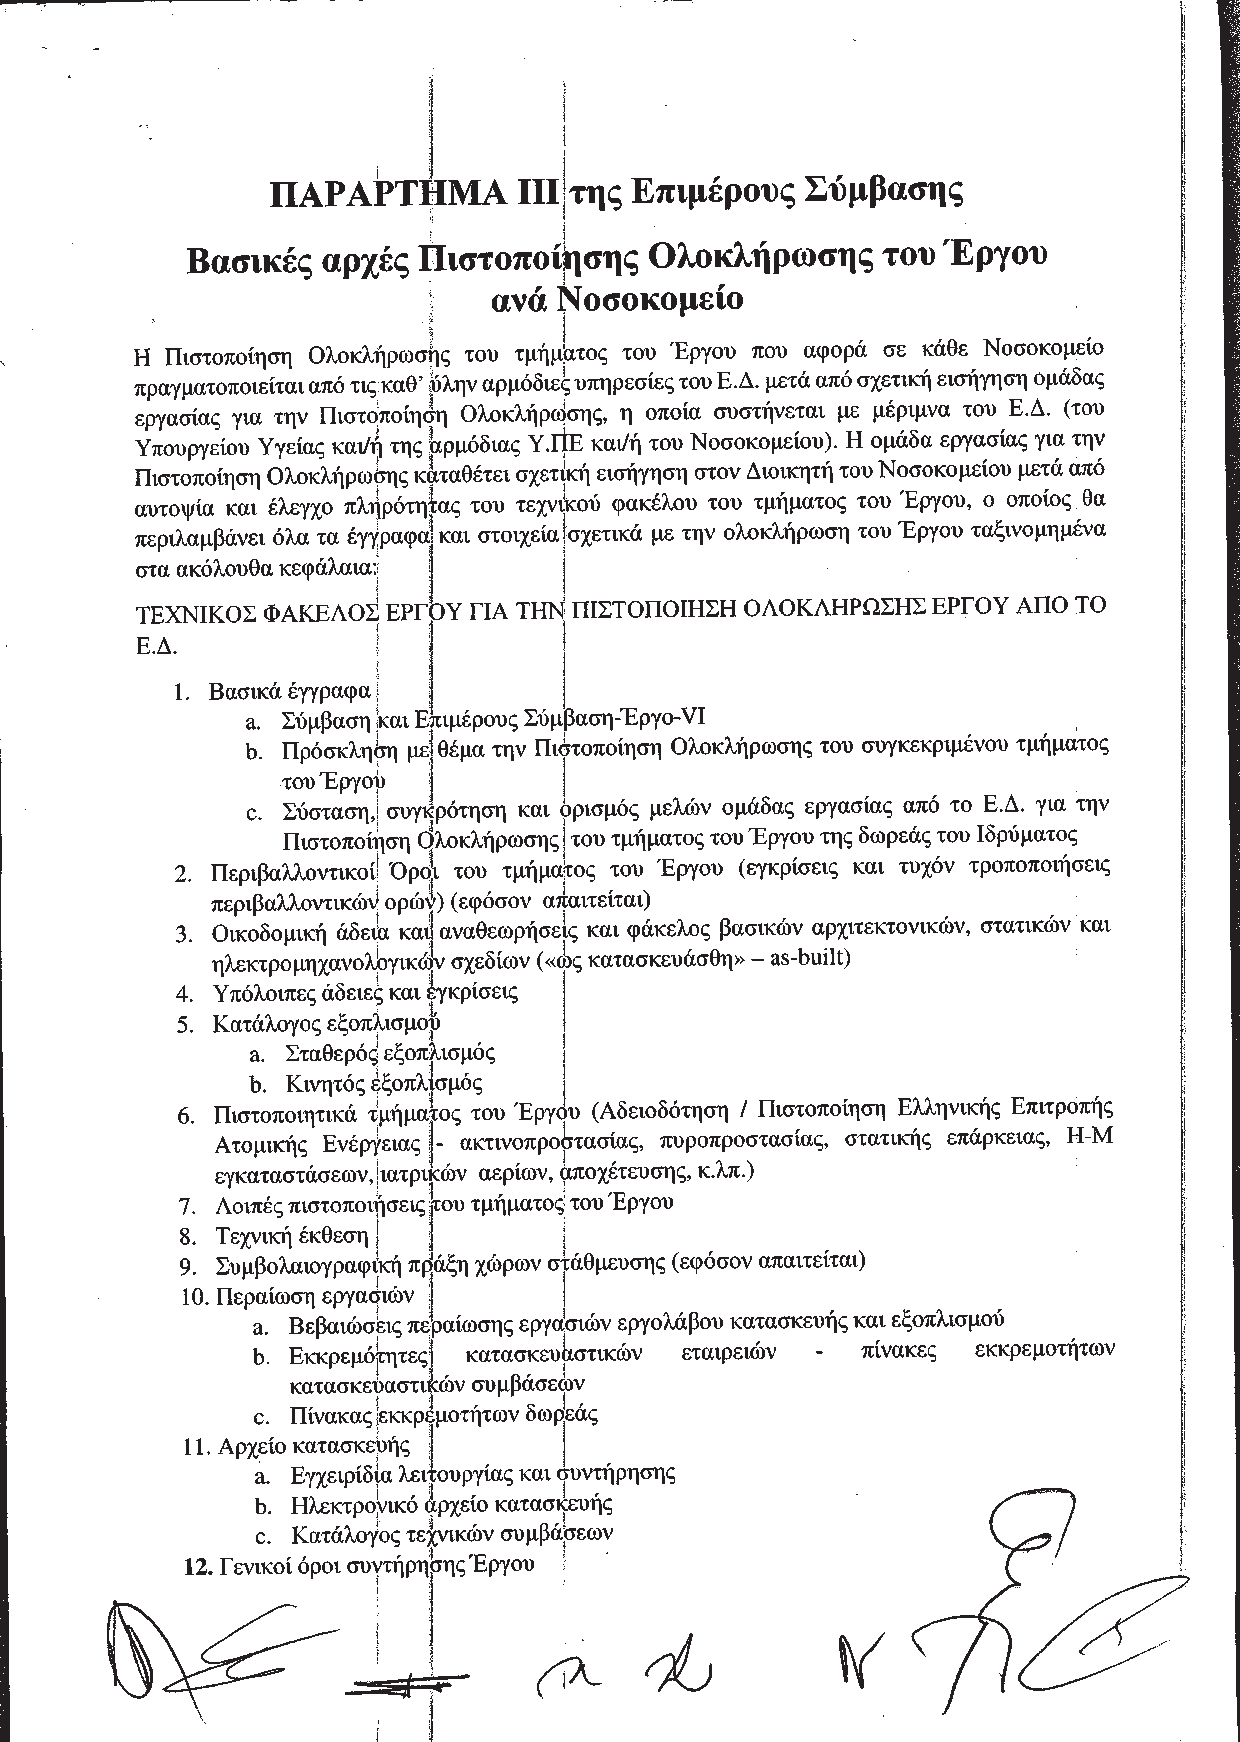 ΠΑΡΑΡΤΗΜΑ ΙΙΙ της Επιμέρους Σύμβασης
Βασικές αρχές Πιστοποίησης Ολοκλήρωσης του Έργου
ανά Νοσοκομείο
Η Πιστοποίηση Ολοκλήρωσης του τμήματος του Έργου που αφορά σε κάθε Νοσοκομείο
πραγματοποιείται από τις καθ’ ύλην αρμόδιες υπηρεσίες του Ε.Δ. μετά από σχετική εισήγηση ομάδας
εργασίας για την Πιστοποίηση Ολοκλήρωσης, η οποία συστήνεται με μέριμνα του Ε.Δ. (του
Υπουργείου Υγείας και/ή της αρμόδιας Υ.ΠΕ και/ή του Νοσοκομείου). Η ομάδα εργασίας για την
Πιστοποίηση Ολοκλήρωσης καταθέτει σχετική εισήγηση στον Διοικητή του Νοσοκομείου μετά από
αυτοψία και έλεγχο πληρότητας του τεχνικού φακέλου του τμήματος του Έργου, ο οποίος θα
περιλαμβάνει όλα τα έγγραφα και στοιχεία σχετικά με την ολοκλήρωση του Έργου ταξινομημένα
στα ακόλουθα κεφάλαια:
ΤΕΧΝΙΚΟΣ ΦΑΚΕΛΟΣ ΕΡΓΟΥ ΓΙΑ ΤΗΝ ΠΙΣΤΟΠΟΙΗΣΗ ΟΛΟΚΛΗΡΩΣΗΣ ΕΡΓΟΥ ΑΠΟ ΤΟ
Ε.Δ.
1. Βασικά έγγραφα
a. Σύμβαση και Επιμέρους Σύμβαση-Έργο-VI
b. Πρόσκληση με θέμα την Πιστοποίηση Ολοκλήρωσης του συγκεκριμένου τμήματος
του Έργου
c. Σύσταση, συγκρότηση και ορισμός μελών ομάδας εργασίας από το Ε.Δ. για την
Πιστοποίηση Ολοκλήρωσης του τμήματος του Έργου της δωρεάς του Ιδρύματος
2. Περιβαλλοντικοί Όροι του τμήματος του Έργου (εγκρίσεις και τυχόν τροποποιήσεις
περιβαλλοντικών ορών) (εφόσον απαιτείται)
3. Οικοδομική άδεια και αναθεωρήσεις και φάκελος βασικών αρχιτεκτονικών, στατικών και
ηλεκτρομηχανολογικών σχεδίων («ως κατασκευάσθη» – as-built)
4. Υπόλοιπες άδειες και εγκρίσεις
5. Κατάλογος εξοπλισμού
a. Σταθερός εξοπλισμός
b. Κινητός εξοπλισμός
6. Πιστοποιητικά τμήματος του Έργου (Αδειοδότηση / Πιστοποίηση Ελληνικής Επιτροπής
Ατομικής Ενέργειας - ακτινοπροστασίας, πυροπροστασίας, στατικής επάρκειας, Η-Μ
εγκαταστάσεων, ιατρικών αερίων, αποχέτευσης, κ.λπ.)
7. Λοιπές πιστοποιήσεις του τμήματος του Έργου
8. Τεχνική έκθεση
9. Συμβολαιογραφική πράξη χώρων στάθμευσης (εφόσον απαιτείται)
10. Περαίωση εργασιών
a. Βεβαιώσεις περαίωσης εργασιών εργολάβου κατασκευής και εξοπλισμού
b. Εκκρεμότητες κατασκευαστικών εταιρειών - πίνακες εκκρεμοτήτων
κατασκευαστικών συμβάσεων
c. Πίνακας εκκρεμοτήτων δωρεάς
11. Αρχείο κατασκευής
a. Εγχειρίδια λειτουργίας και συντήρησης
b. Ηλεκτρονικό αρχείο κατασκευής
c. Κατάλογος τεχνικών συμβάσεων
12. Γενικοί όροι συντήρησης Έργου